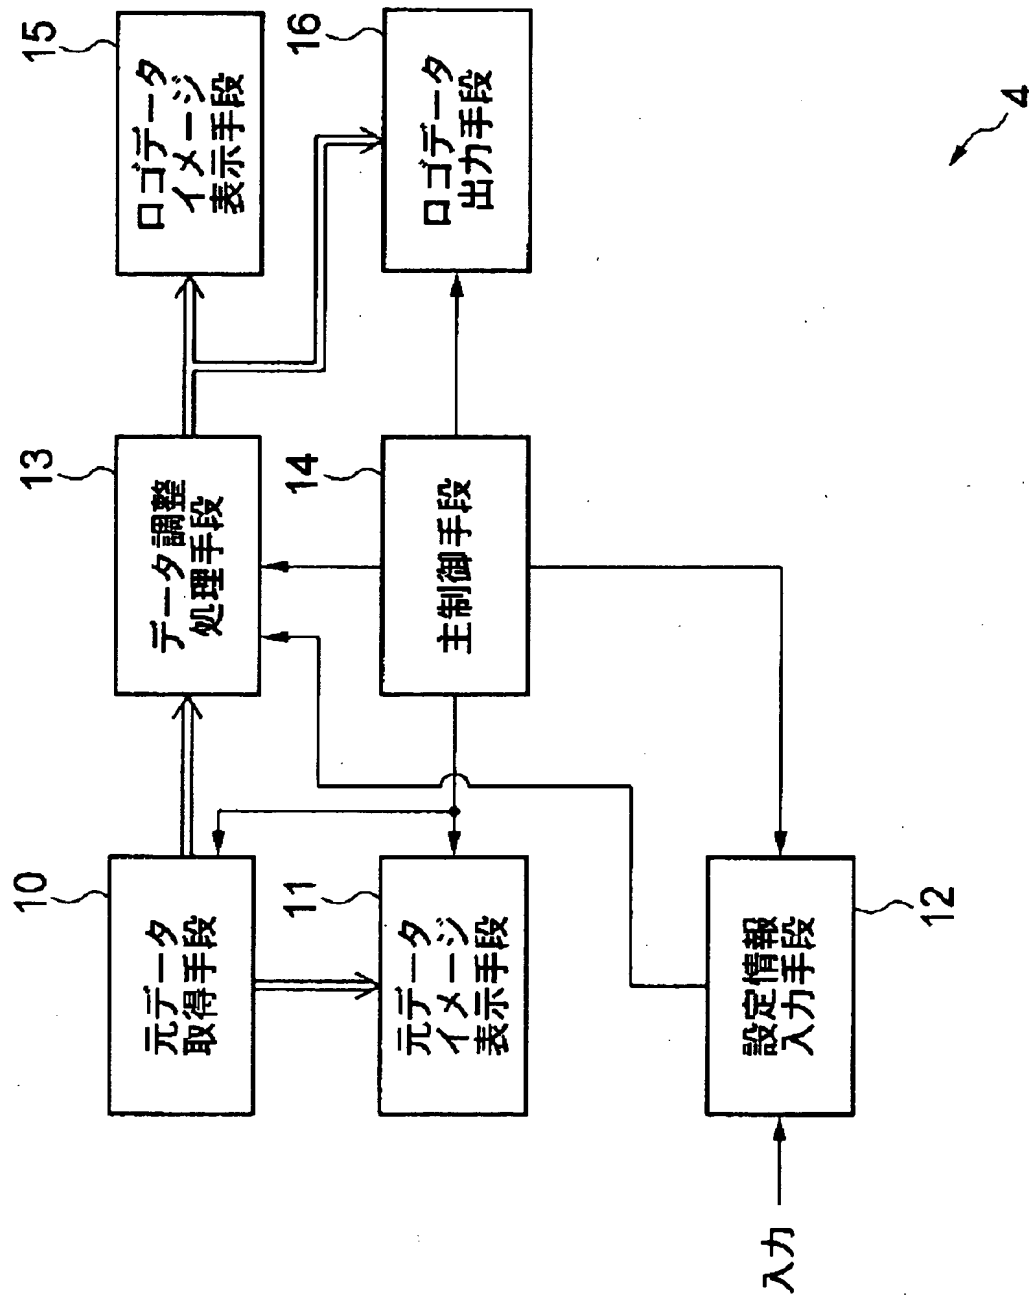 10
元データ
取得手段
13
データ調整
処理手段
15
ロゴデータ
イメージ
表示手段
11
元データ
イメージ
表示手段
14
主制御手段
16
ロゴデータ
出力手段
入力
設定情報
入力手段
12
4